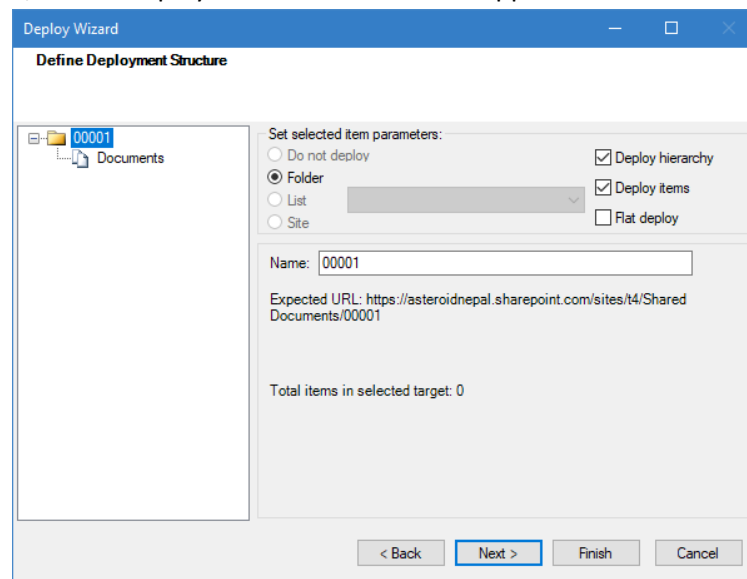 Deploy Wizard
Define Deployment Structure
00001
Documents
Set selected item parameters:
Do not deploy
Folder
List
Site
Deploy hierarchy
Deploy items
Flat deploy
Name: 00001
Expected URL: https://asteroidnepal.sharepoint.com/sites/t4/Shared
Documents/00001
Total items in selected target: 0
< Back Next > Finish Cancel